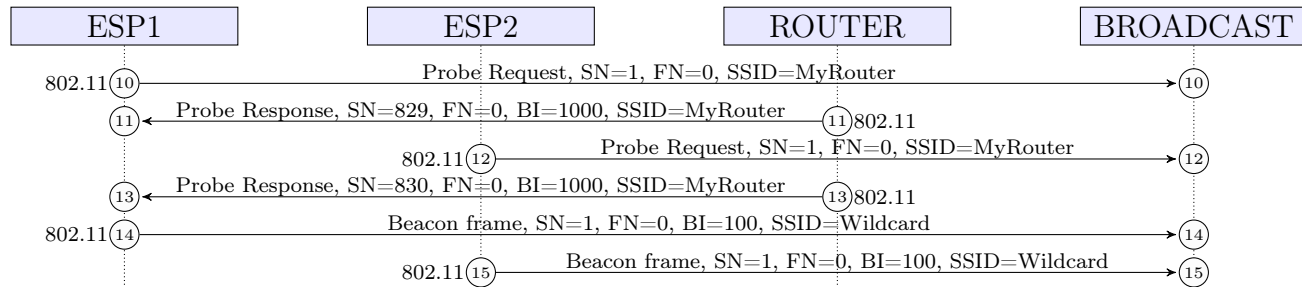 ESP1 ESP2 ROUTER BROADCAST
802.11 10 Probe Request, SN=1, FN=0, SSID=MyRouter 10
11 Probe Response, SN=829, FN=0, BI=1000, SSID=MyRouter 11 802.11
802.11 12 Probe Request, SN=1, FN=0, SSID=MyRouter 12
13 Probe Response, SN=830, FN=0, BI=1000, SSID=MyRouter 13 802.11
802.11 14 Beacon frame, SN=1, FN=0, BI=100, SSID=Wildcard 14
802.11 15 Beacon frame, SN=1, FN=0, BI=100, SSID=Wildcard 15